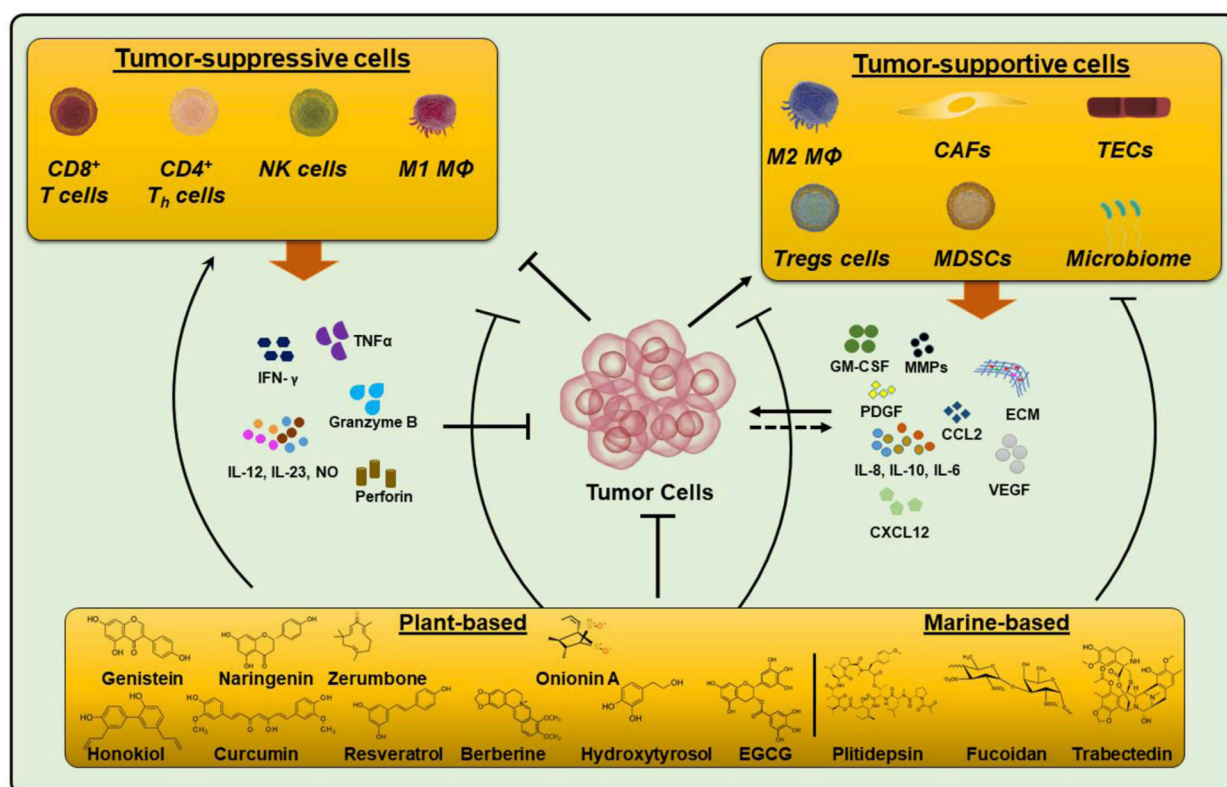 Tumor-suppressive cells
CD8+
T cells
CD4+
Th cells
NK cells
M1 MΦ
Tumor-supportive cells
M2 MΦ
CAFs
TECs
Tregs cells
MDSCs
Microbiome
TNFα
IFN- γ
Granzyme B
IL-12, IL-23, NO
Perforin
Tumor Cells
GM-CSF
MMPs
ECM
PDGF
CCL2
IL-8, IL-10, IL-6
VEGF
CXCL12
Plant-based
Marine-based
Genistein
Naringenin
Zerumbone
Onionin A
Honokiol
Curcumin
Resveratrol
Berberine
Hydroxytyrosol
EGCG
Plitidepsin
Fucoidan
Trabectedin